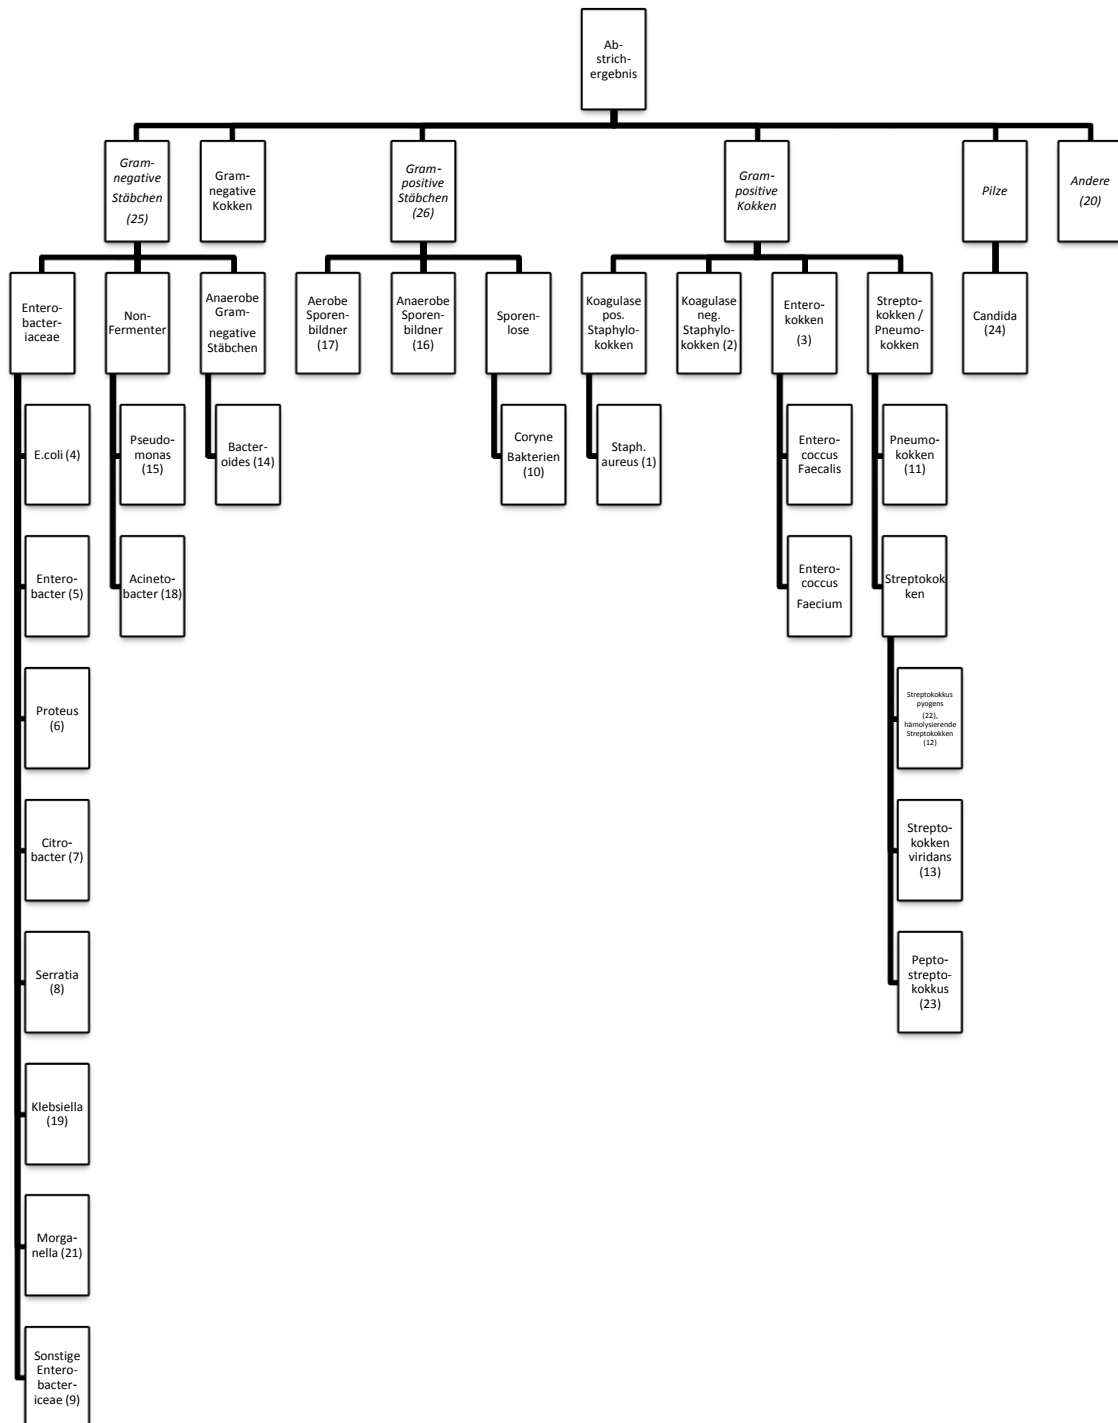 Ab-
strich-
ergebnis
Gram-
negative
Stäbchen
(25)
Gram-
negative
Kokken
Gram-
positive
Stäbchen
(26)
Gram-
positive
Kokken
Pilze
Andere
(20)
Entero-
bacter-
iaceae
Non-
Fermenter
Anaerobe
Gram-
negative
Stäbchen
Aerobe
Sporen-
bildner
(17)
Anaerobe
Sporen-
bildner
(16)
Sporen-
lose
Koagulase
pos.
Staphylo-
kokken
Koagulase
neg.
Staphylo-
kokken (2)
Entero-
kokken
(3)
Strepto-
kokken /
Pneumo-
kokken
Candida
(24)
E.coli (4)
Pseudo-
monas
(15)
Bacter-
oides (14)
Coryne
Bakterien
(10)
Staph.
aureus (1)
Entero-
coccus
Faecalis
Pneumo-
kokken
(11)
Entero-
bacter (5)
Acineto-
bacter (18)
Entero-
coccus
Faecium
Streptokok
ken
Proteus
(6)
Streptokokkus
pyogens
(22),
hämolysierende
Streptokokken
(12)
Citro-
bacter (7)
Strepto-
kokken
viridans
(13)
Serratia
(8)
Pepto-
strepto-
kokkus
(23)
Klebsiella
(19)
Morga-
nella (21)
Sonstige
Entero-
bacter-
iceae (9)